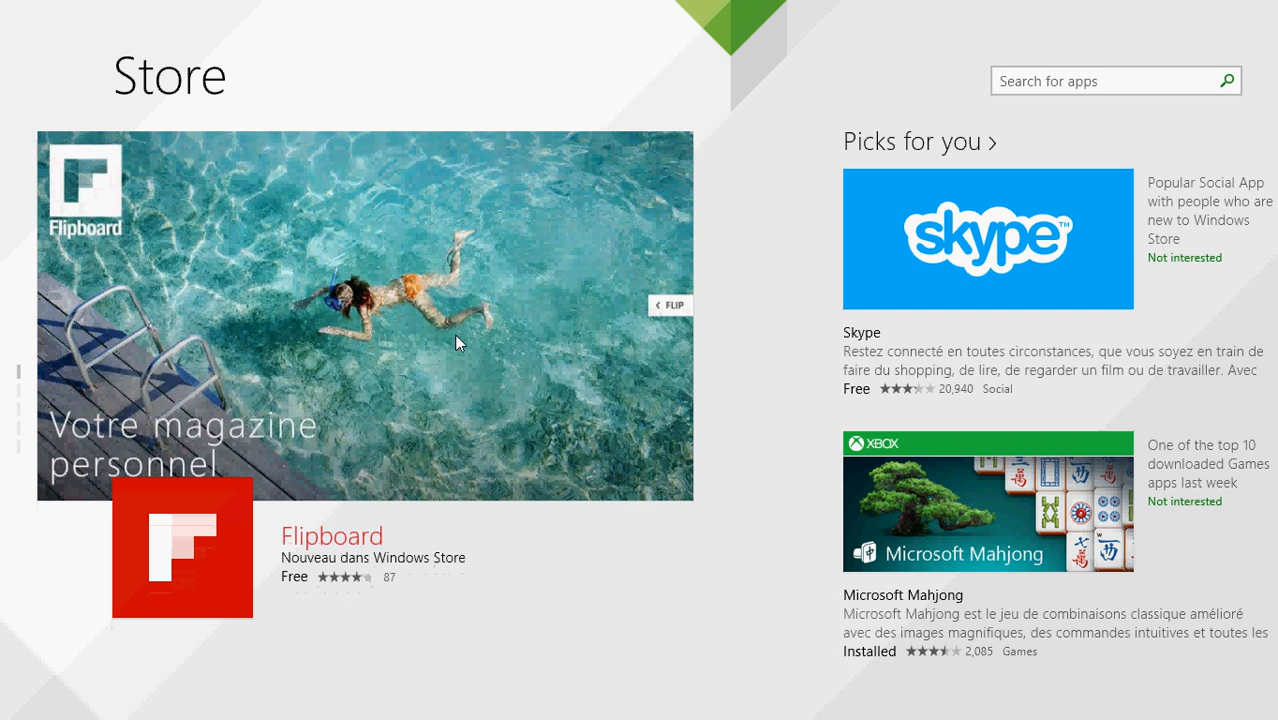 Store
Search for apps
Flipboard
FLIP
Votre magazine
personnel
Flipboard
Nouveau dans Windows Store
Free 87
Picks for you
skype™
Popular Social App
with people who are
new to Windows
Store
Not interested
Skype
Restez connecté en toutes circonstances, que vous soyez en train de
faire du shopping, de lire, de regarder un film ou de travailler. Avec
Free 20,940 Social
XBOX
Microsoft Mahjong
One of the top 10
downloaded Games
apps last week
Not interested
Microsoft Mahjong
Microsoft Mahjong est le jeu de combinaisons classique amélioré
avec des images magnifiques, des commandes intuitives et toutes les
Installed 2,085 Games